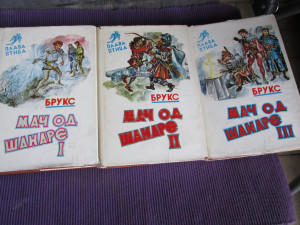 ПЛАВА
ПТИЦА
БРУКС
МАЧ ОД
ШАНАРЕ
I
ПЛАВА
ПТИЦА
БРУКС
МАЧ ОД
ШАНАРЕ
II
ПЛАВА
ПТИЦА
БРУКС
МАЧ ОД
ШАНАРЕ
III